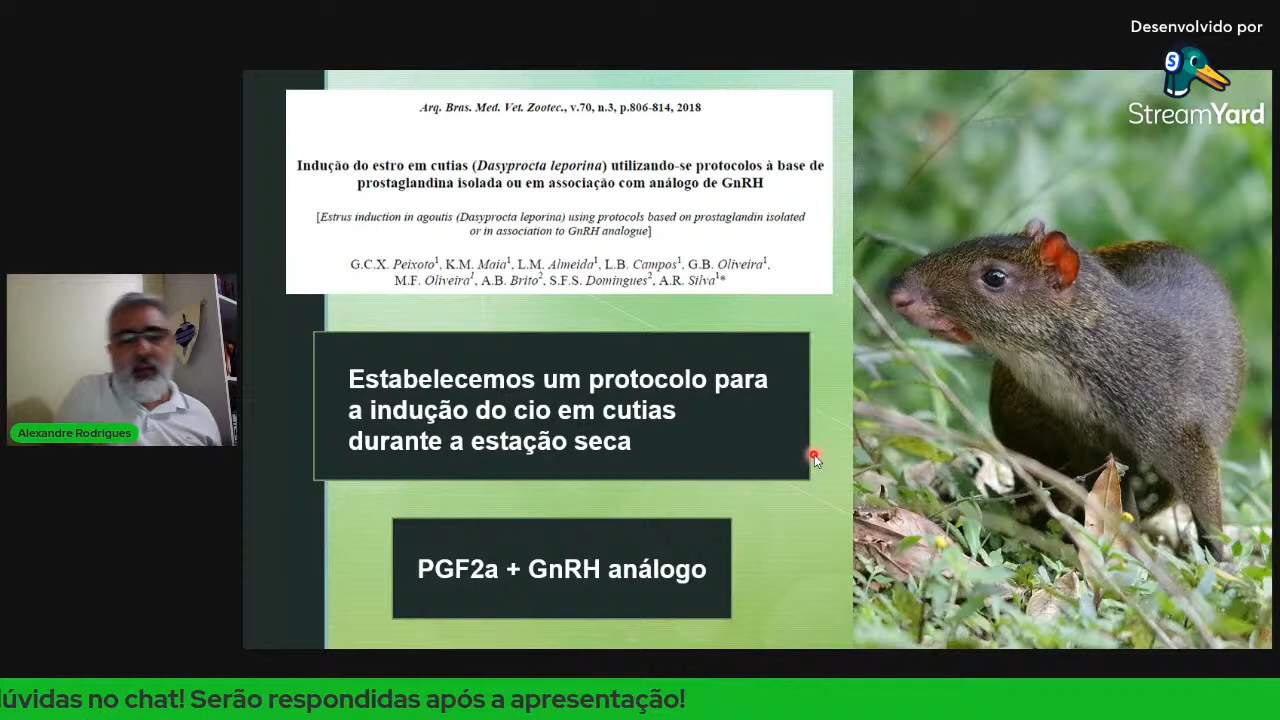 Desenvolvido por
StreamYard
Arq. Bras. Med. Vet. Zootec., v.70, n.3, p.806-814, 2018
Indução do estro em cutias (Dasyprocta leporina) utilizando-se protocolos à base de
prostaglandina isolada ou em associação com análogo de GnRH
[Estrus induction in agoutis (Dasyprocta leporina) using protocols based on prostaglandin isolated
or in association to GnRH analogue]
G.C.X. Peixoto¹, K.M. Maia¹, L.M. Almeida¹, L.B. Campos¹, G.B. Oliveira¹,
M.F. Oliveira¹, A.B. Brito², S.F.S. Domingues², A.R. Silva¹*
Estabelecemos um protocolo para
a indução do cio em cutias
durante a estação seca
PGF2a + GnRH análogo
Alexandre Rodrigues
dúvidas no chat! Serão respondidas após a apresentação!